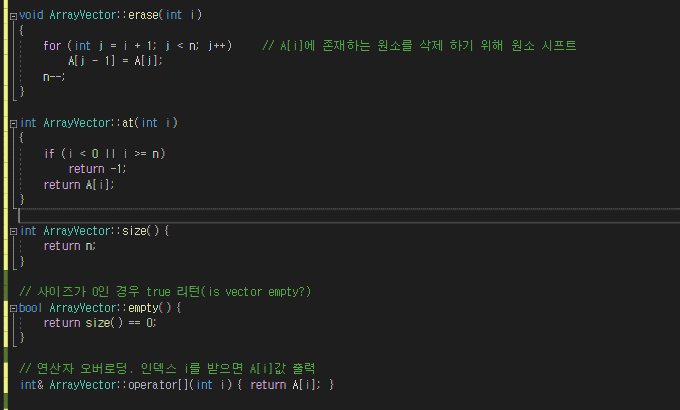 void ArrayVector::erase(int i)
{
for (int j = i + 1; j < n; j++) // A[i]에 존재하는 원소를 삭제 하기 위해 원소 시프트
A[j - 1] = A[j];
n--;
}
int ArrayVector::at(int i)
{
if (i < 0 || i >= n)
return -1;
return A[i];
}
int ArrayVector::size() {
return n;
}
// 사이즈가 0인 경우 true 리턴(is vector empty?)
bool ArrayVector::empty() {
return size() == 0;
}
// 연산자 오버로딩. 인덱스 i를 받으면 A[i]값 출력
int& ArrayVector::operator[](int i) { return A[i]; }